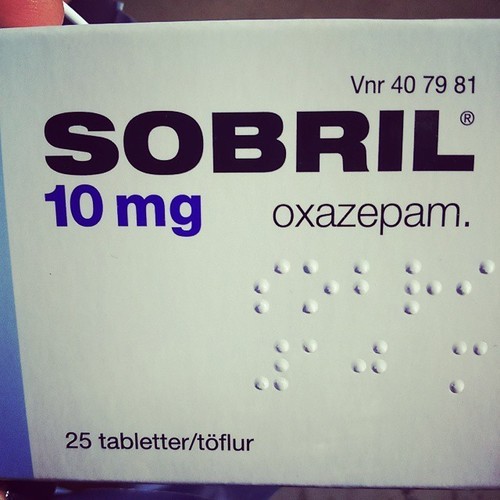 Vnr 40 79 81
SOBRIL®
10 mg oxazepam.
25 tabletter/töflur